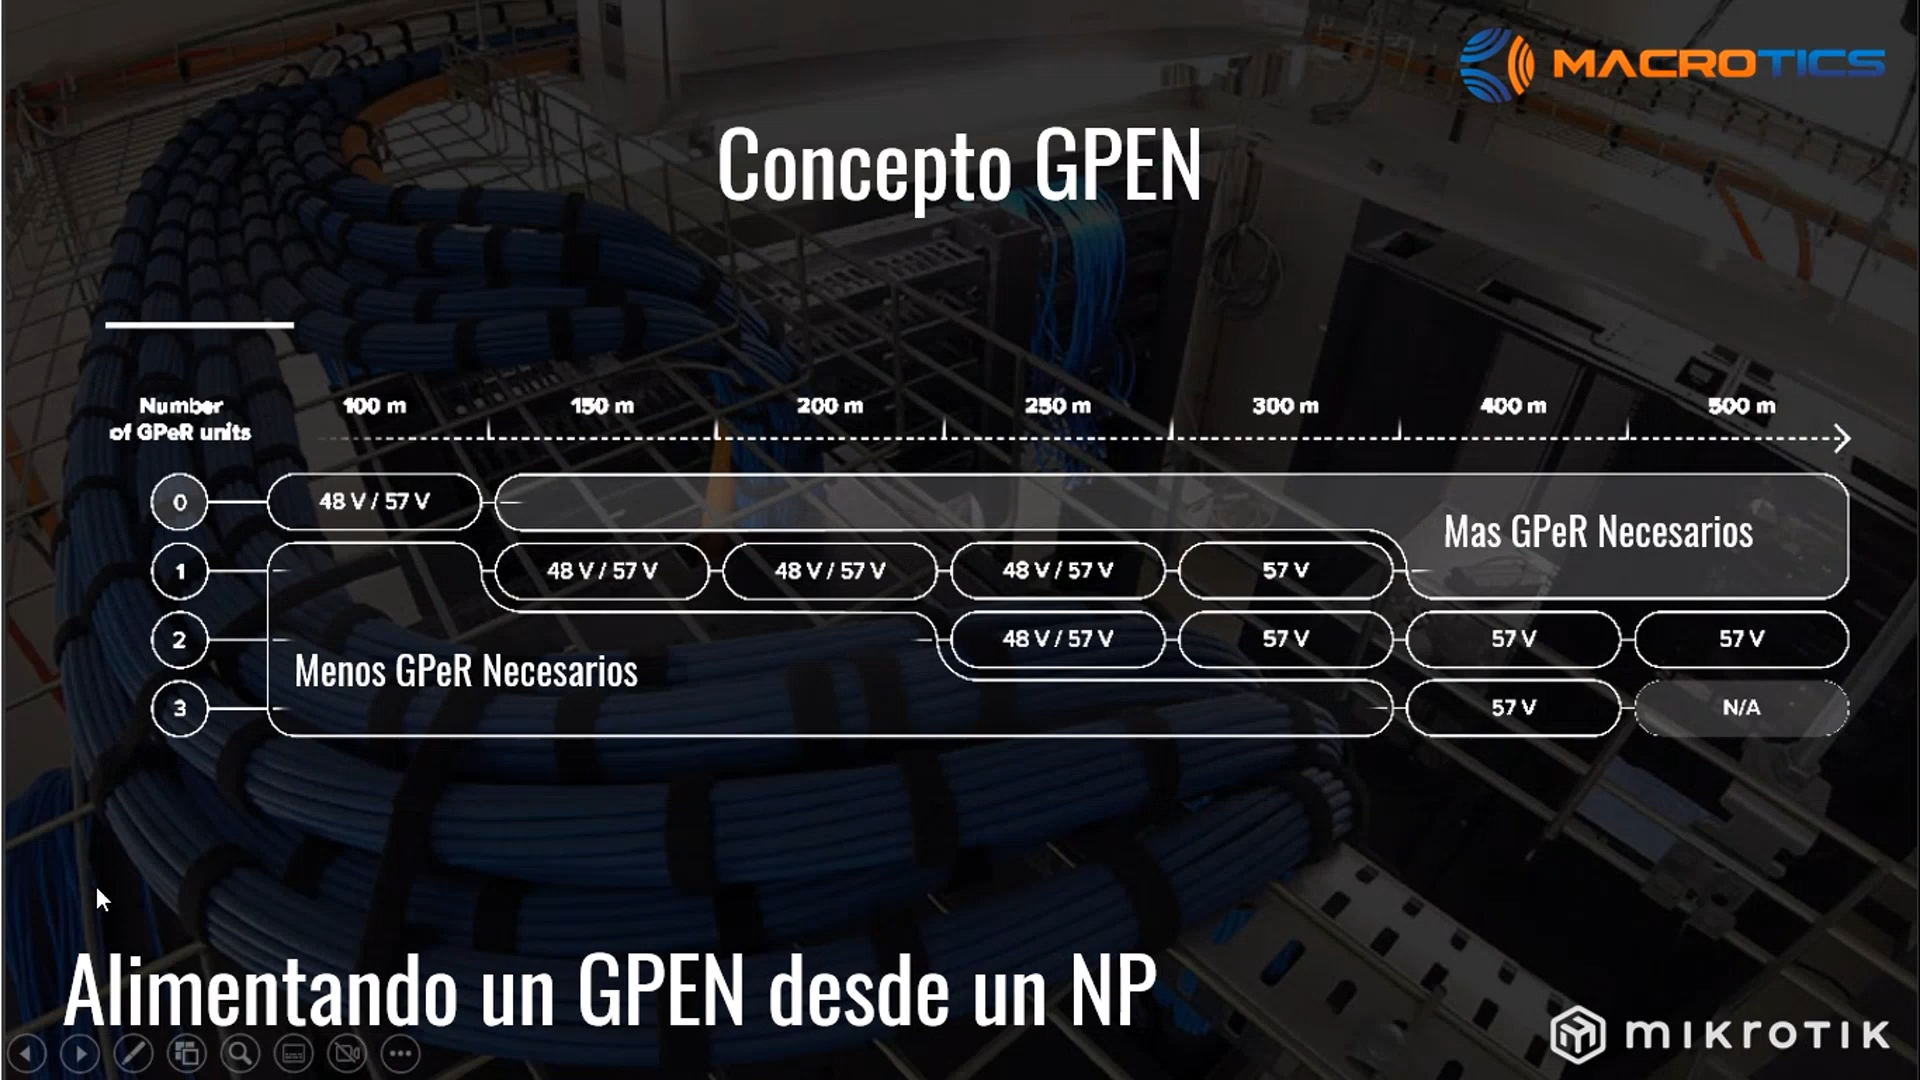 MACROTICS
Concepto GPEN
Number
of GPeR units
100 m 150 m 200 m 250 m 300 m 400 m 500 m
0 48 V / 57 V
Mas GPeR Necesarios
1 48 V / 57 V 48 V / 57 V 48 V / 57 V 57 V
2 48 V / 57 V 57 V 57 V 57 V
Menos GPeR Necesarios
3 57 V N/A
Alimentando un GPEN desde un NP
MIKROTIK